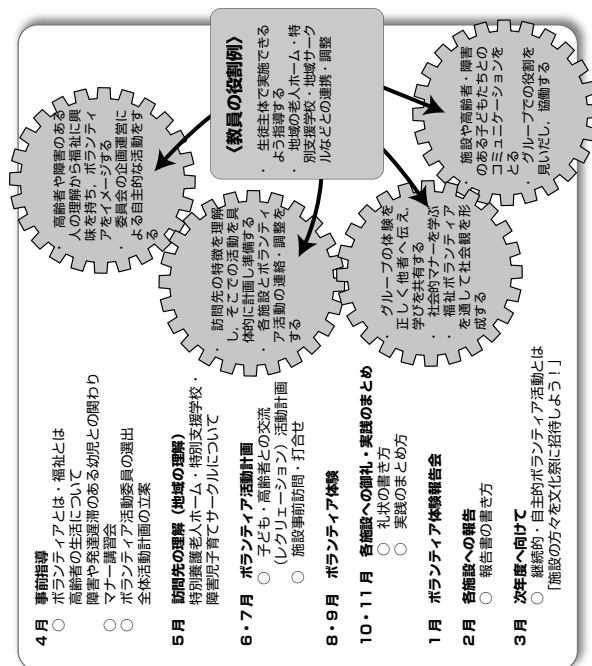 4月 事前指導
○ ボランティアとは・福祉とは
高齢者の生活について
障害や発達遅滞のある幼児との関わり
○ マナー講習会
○ ボランティア活動委員の選出
全体活動計画の立案
5月 訪問先の理解（地域の理解）
特別養護老人ホーム・特別支援学校・
障害児子育てサークルについて
6・7月 ボランティア活動計画
○ 子ども・高齢者との交流
（レクリェーション）活動計画
○ 施設事前訪問・打合せ
8・9月 ボランティア体験
10・11月 各施設への御礼・実践のまとめ
○ 礼状の書き方
○ 実践のまとめ方
1月 ボランティア体験報告会
2月 各施設への報告
○ 報告書の書き方
3月 次年度へ向けて
○ 継続的・自主的ボランティア活動とは
「施設の方々を文化祭に招待しよう！」
・ 高齢者や障害のある
人の理解から福祉に興
味を持ち，ボランティ
アをイメージする
・ 委員会の企画運営に
よる自主的な活動をす
る
・ 訪問先の特徴を理解
し，そこでの活動を具
体的に計画し準備する
・ 各施設とボランティ
ア活動の連絡・調整を
する
・ グループの体験を
正しく他者へ伝え，
学びを共有する
・ 社会的マナーを学ぶ
・ 福祉ボランティア
を通して社会観を形
成する
・ 施設や高齢者・障害
のある子どもたちとの
コミュニケーションを
とる
・ グループでの役割を
見いだし，協働する
〈教員の役割例〉
・ 生徒主体で実施できる
よう指導する
・ 地域の老人ホーム・特
別支援学校・地域サーク
ルなどとの連携・調整